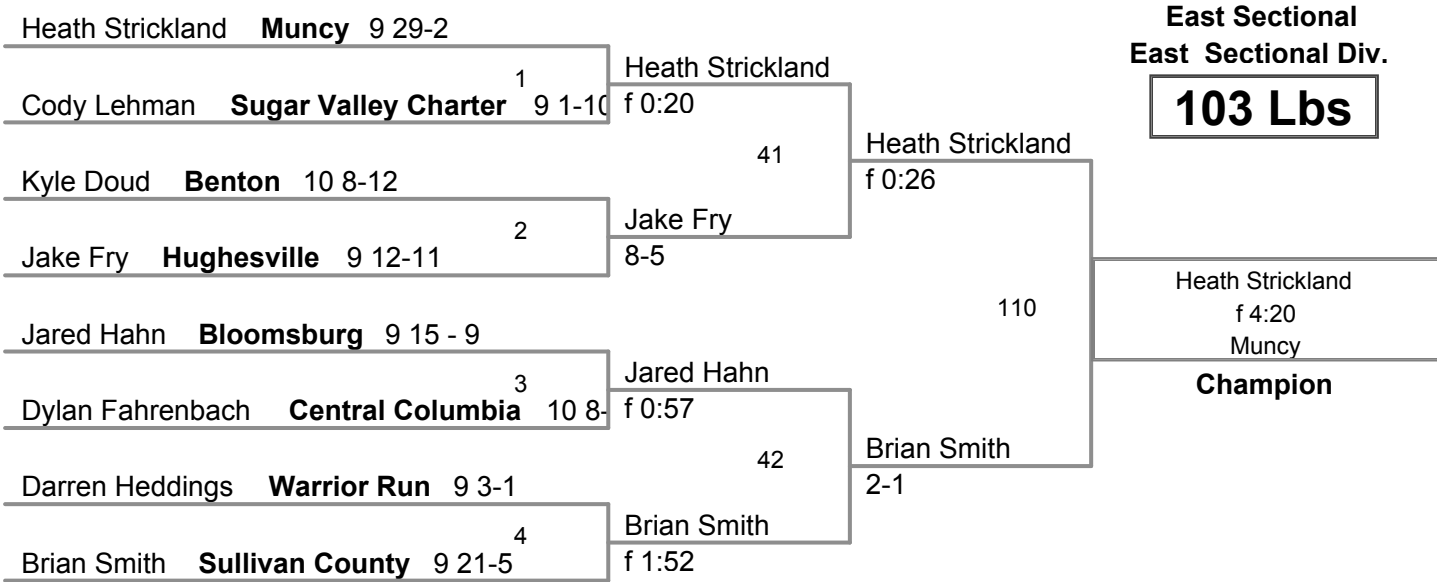 East Sectional
East Sectional Div.
103 Lbs
Heath Strickland Muncy 9 29-2
1
Cody Lehman Sugar Valley Charter 9 1-10
Heath Strickland
f 0:20
Kyle Doud Benton 10 8-12
2
Jake Fry Hughesville 9 12-11
Jake Fry
8-5
41
Heath Strickland
f 0:26
Jared Hahn Bloomsburg 9 15 - 9
3
Dylan Fahrenbach Central Columbia 10 8-
Jared Hahn
f 0:57
Darren Heddings Warrior Run 9 3-1
4
Brian Smith Sullivan County 9 21-5
Brian Smith
f 1:52
42
Brian Smith
2-1
110
Heath Strickland
f 4:20
Muncy
Champion